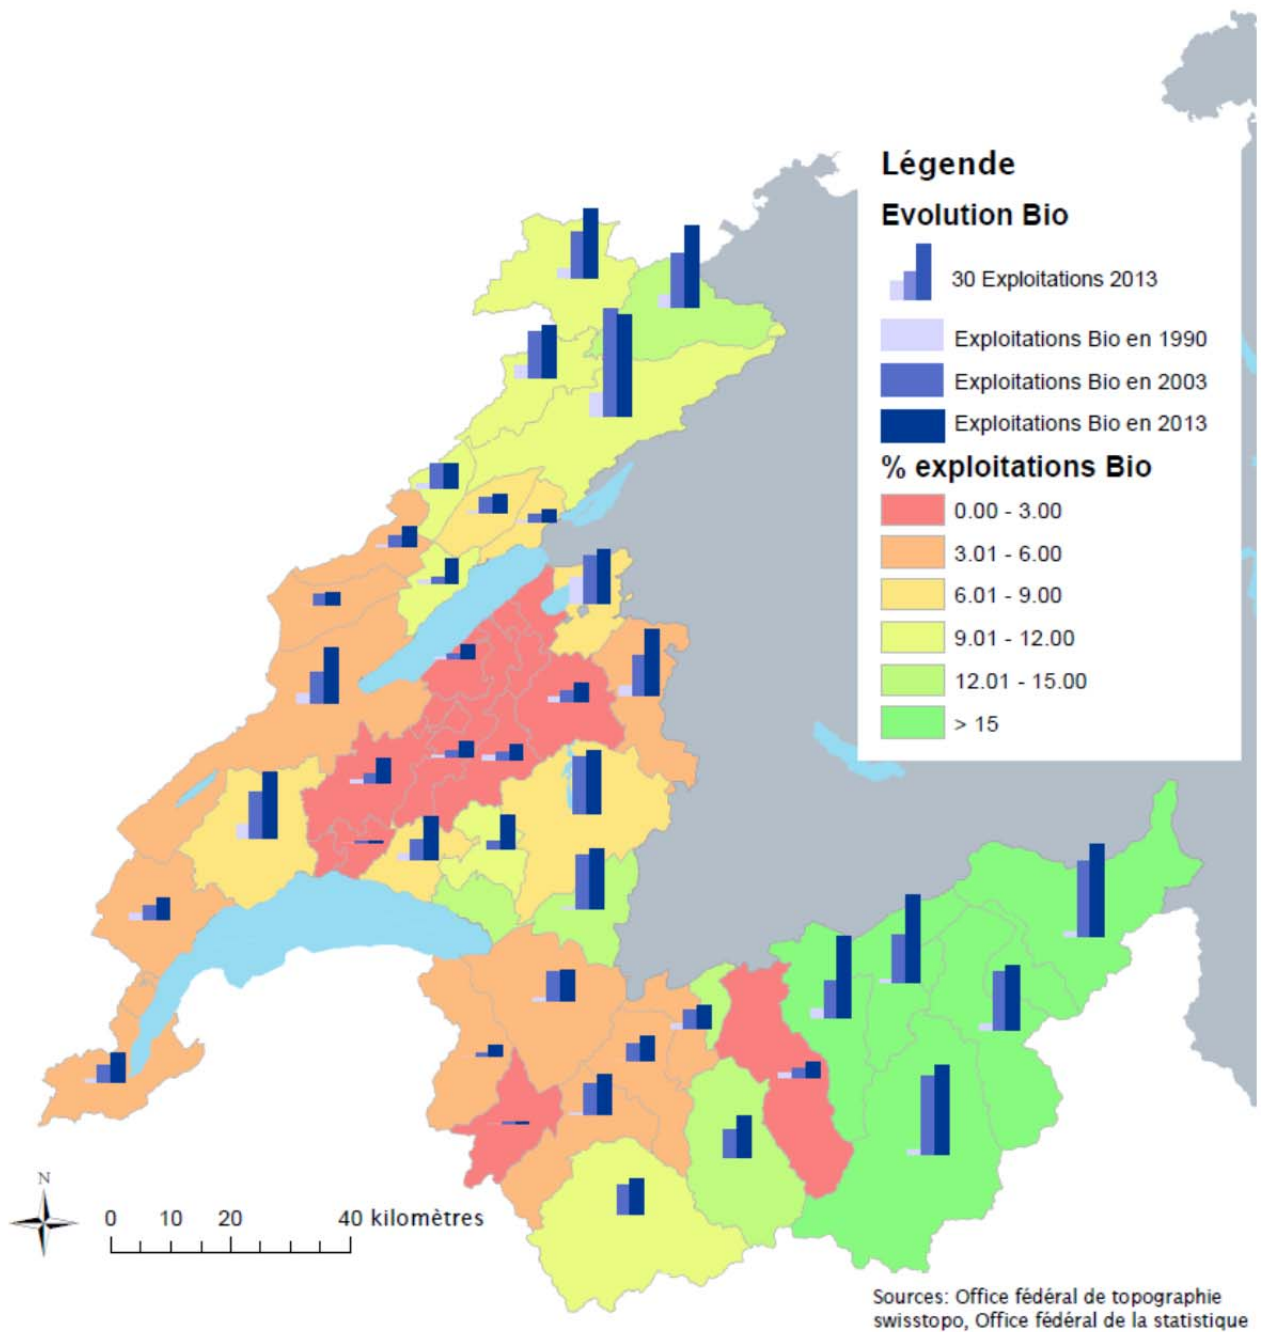 Légende
Evolution Bio
30 Exploitations 2013
Exploitations Bio en 1990
Exploitations Bio en 2003
Exploitations Bio en 2013
% exploitations Bio
0.00 - 3.00
3.01 - 6.00
6.01 - 9.00
9.01 - 12.00
12.01 - 15.00
> 15
N
0 10 20 40 kilomètres
Sources: Office fédéral de topographie
swisstopo, Office fédéral de la statistique